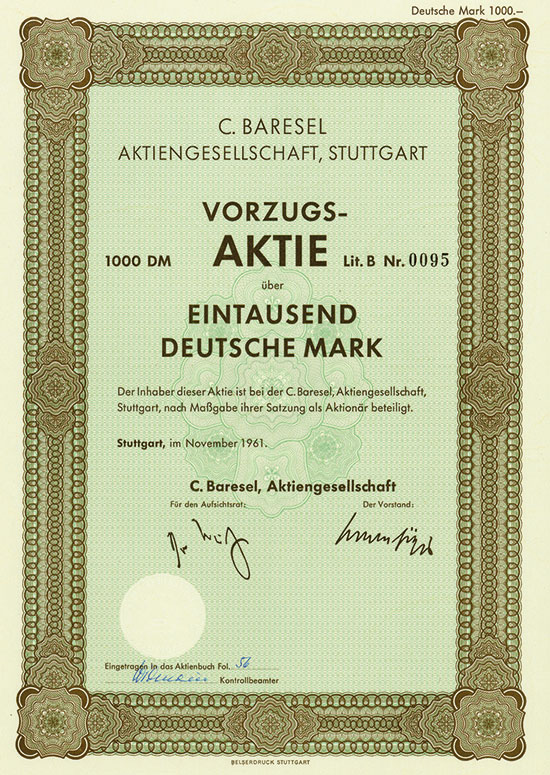 Deutsche Mark 1000.–
C. BARESEL
AKTIENGESELLSCHAFT, STUTTGART
VORZUGS-
1000 DM AKTIE Lit. B Nr. 0095
über
EINTAUSEND
DEUTSCHE MARK
Der Inhaber dieser Aktie ist bei der C. Baresel, Aktiengesellschaft,
Stuttgart, nach Maßgabe ihrer Satzung als Aktionär beteiligt.
Stuttgart, im November 1961.
C. Baresel, Aktiengesellschaft
Für den Aufsichtsrat: Der Vorstand:
Eingetragen in das Aktienbuch Fol. 56
Kontrollbeamter
BELSERDRUCK STUTTGART